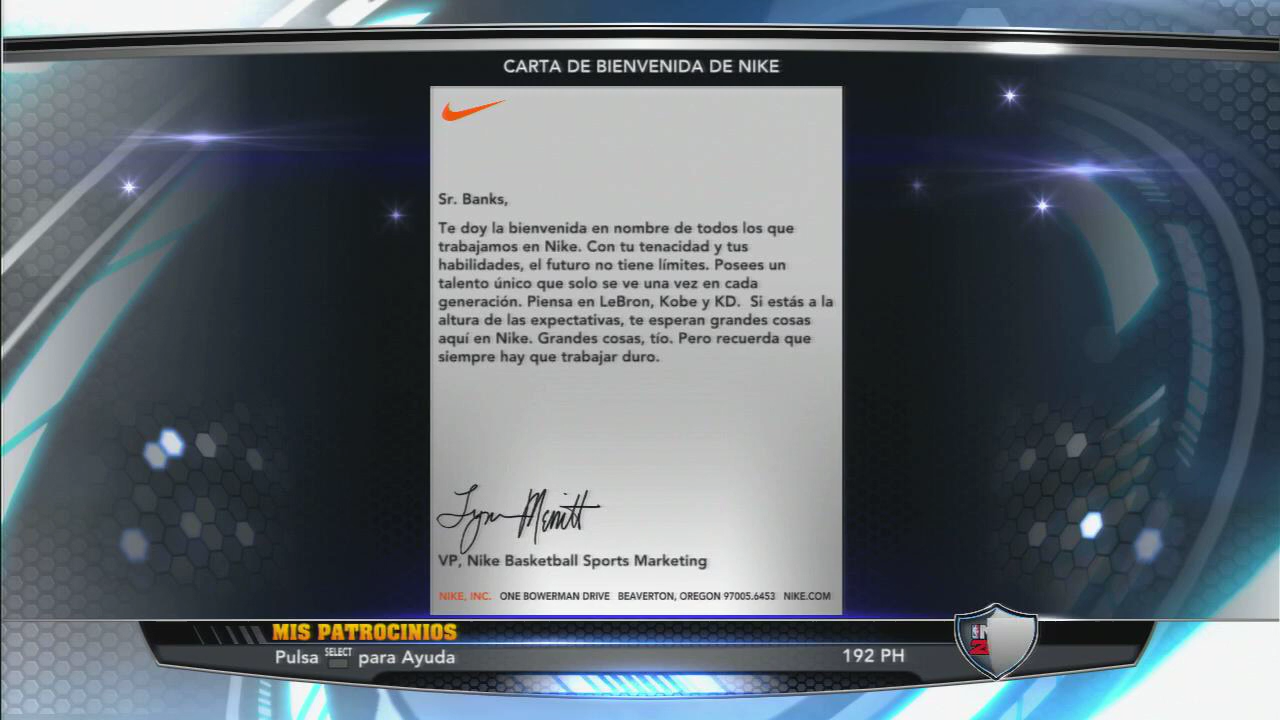 CARTA DE BIENVENIDA DE NIKE
Sr. Banks,
Te doy la bienvenida en nombre de todos los que
trabajamos en Nike. Con tu tenacidad y tus
habilidades, el futuro no tiene límites. Posees un
talento único que solo se ve una vez en cada
generación. Piensa en LeBron, Kobe y KD.  Si estás a la
altura de las expectativas, te esperan grandes cosas
aquí en Nike. Grandes cosas, tío. Pero recuerda que
siempre hay que trabajar duro.
Lynn Merritt
VP, Nike Basketball Sports Marketing
NIKE, INC. ONE BOWERMAN DRIVE BEAVERTON, OREGON 97005.6453 NIKE.COM
MIS PATROCINIOS
Pulsa SELECT para Ayuda
192 PH